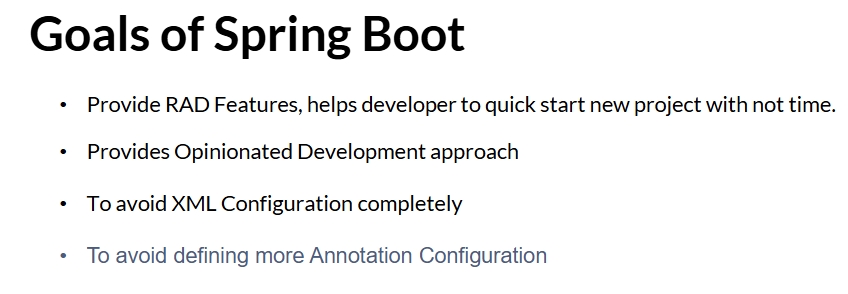 Goals of Spring Boot
• Provide RAD Features, helps developer to quick start new project with not time.
• Provides Opinionated Development approach
• To avoid XML Configuration completely
• To avoid defining more Annotation Configuration